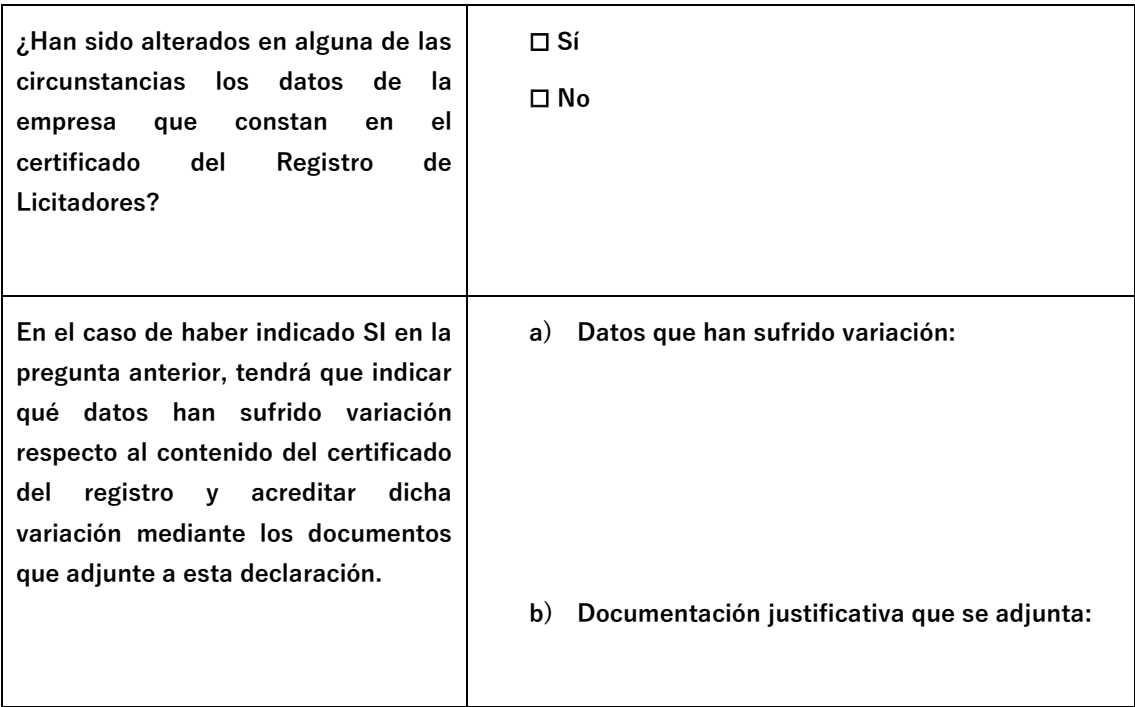 ¿Han sido alterados en alguna de las
circunstancias los datos de la
empresa que constan en el
certificado del Registro de
Licitadores?
☐ Sí
☐ No
En el caso de haber indicado SI en la
pregunta anterior, tendrá que indicar
qué datos han sufrido variación
respecto al contenido del certificado
del registro y acreditar dicha
variación mediante los documentos
que adjunte a esta declaración.
a) Datos que han sufrido variación:
b) Documentación justificativa que se adjunta: